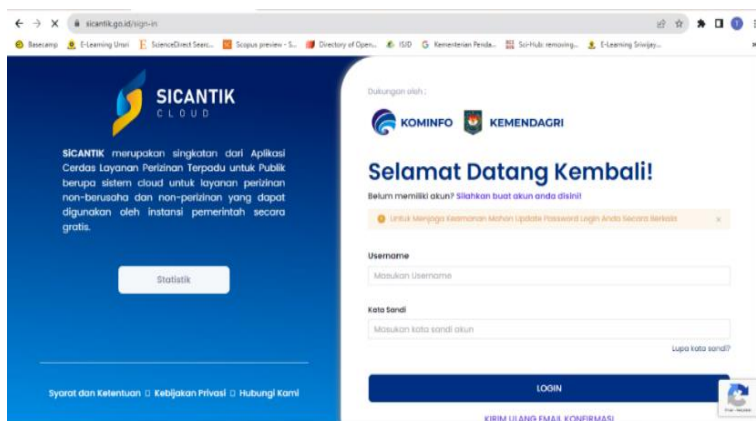 sicantik.go.id/sign-in
Basecamp E-Learning Unsri ScienceDirect Searc... Scopus preview - S... Directory of Open... ISID Kementerian Penda... Sci-Hub: removing... E-Learning Sriwijay...
SICANTIK
CLOUD
SiCANTIK merupakan singkatan dari Aplikasi
Cerdas Layanan Perizinan Terpadu untuk Publik
berupa sistem cloud untuk layanan perizinan
non-berusaha dan non-perizinan yang dapat
digunakan oleh instansi pemerintah secara
gratis.
Statistik
Syarat dan Ketentuan Kebijakan Privasi Hubungi Kami
Dukungan oleh :
KOMINFO KEMENDAGRI
Selamat Datang Kembali!
Belum memiliki akun? Silahkan buat akun anda disini!
Untuk Menjaga Keamanan Mohon Update Password Login Anda Secara Berkala
Username
Masukan Username
Kata Sandi
Masukan kata sandi akun
Lupa kata sandi?
LOGIN
KIRIM ULANG EMAIL KONFIRMASI